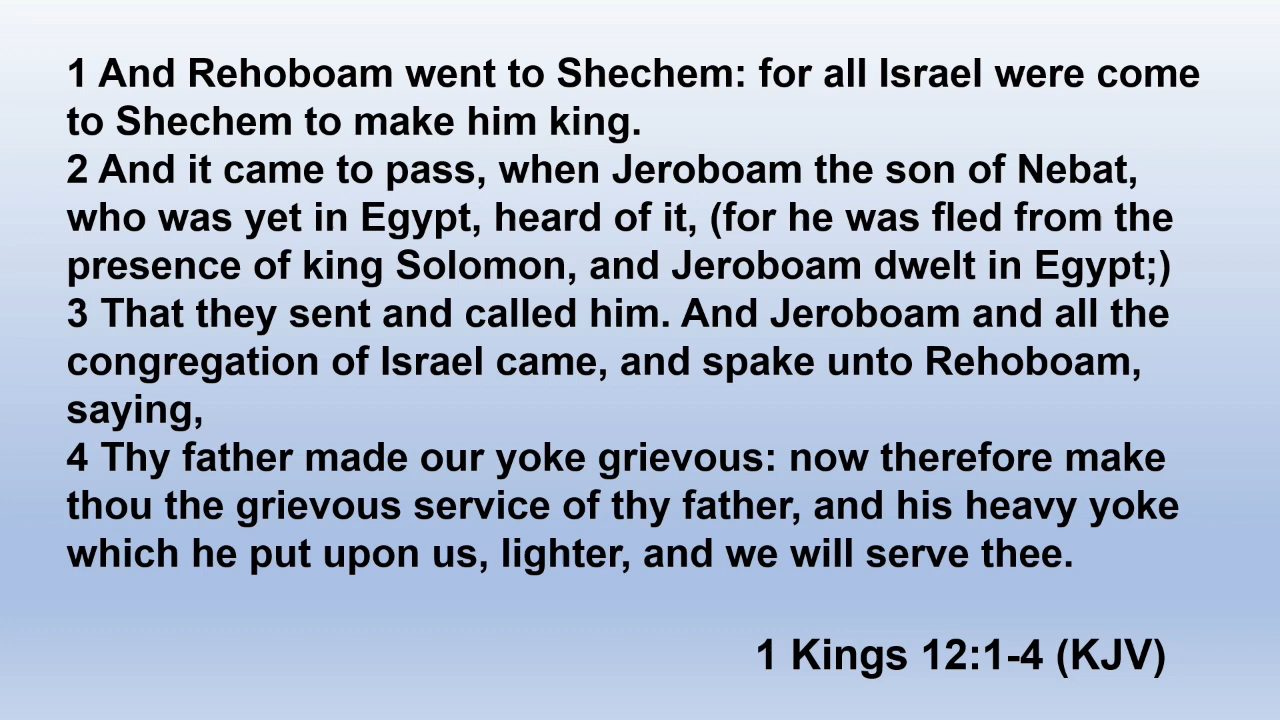 1 And Rehoboam went to Shechem: for all Israel were come
to Shechem to make him king.
2 And it came to pass, when Jeroboam the son of Nebat,
who was yet in Egypt, heard of it, (for he was fled from the
presence of king Solomon, and Jeroboam dwelt in Egypt;)
3 That they sent and called him. And Jeroboam and all the
congregation of Israel came, and spake unto Rehoboam,
saying,
4 Thy father made our yoke grievous: now therefore make
thou the grievous service of thy father, and his heavy yoke
which he put upon us, lighter, and we will serve thee.
1 Kings 12:1-4 (KJV)